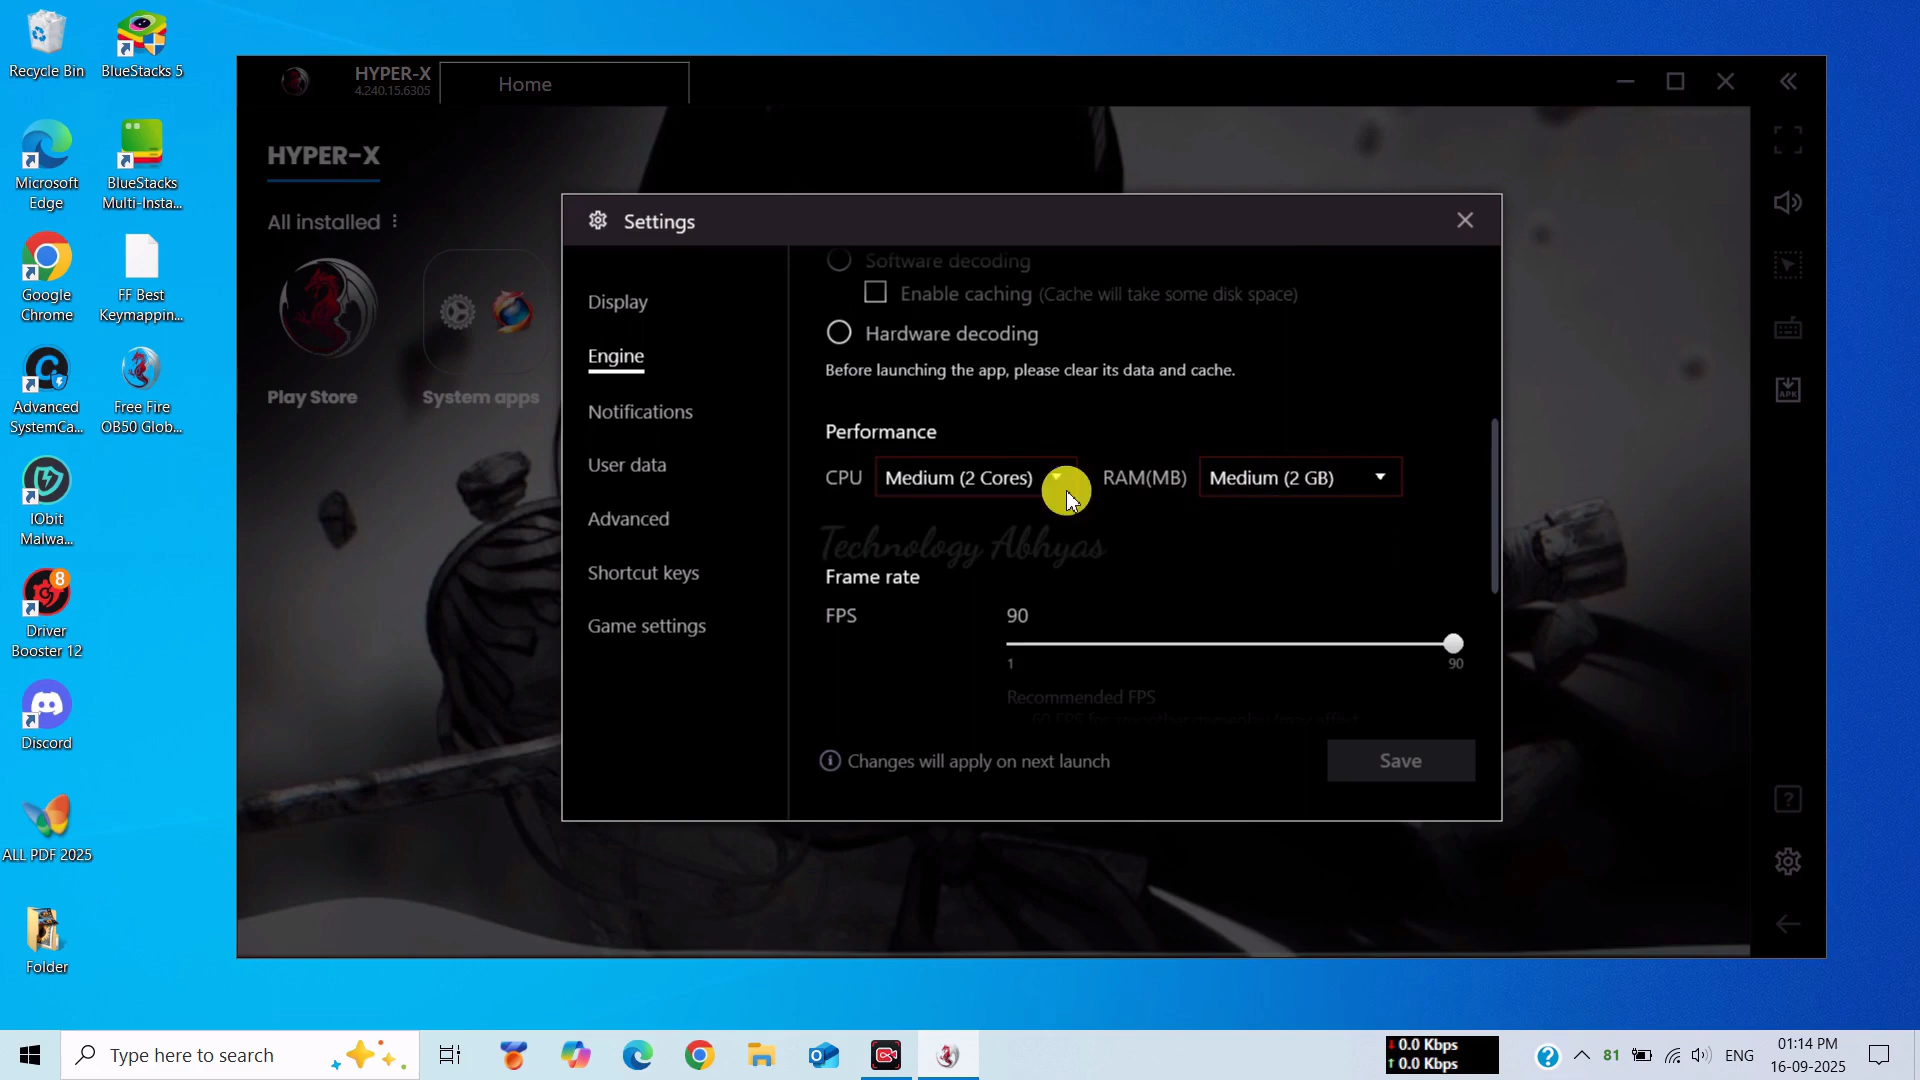 Recycle Bin
BlueStacks 5
Microsoft Edge
BlueStacks Multi-Insta...
Google Chrome
FF Best Keymappin...
Advanced SystemCa...
Free Fire OB50 Glob...
IObit Malwa...
8
Driver Booster 12
Discord
ALL PDF 2025
Folder
HYPER-X
4.240.15.6305
Home
HYPER-X
All installed
Play Store
System apps
APK
Settings
Display
Engine
Notifications
User data
Advanced
Shortcut keys
Game settings
Software decoding
Enable caching (Cache will take some disk space)
Hardware decoding
Before launching the app, please clear its data and cache.
Performance
CPU Medium (2 Cores) RAM(MB) Medium (2 GB)
Technology Abhyas
Frame rate
FPS 90
1 90
Recommended FPS
Changes will apply on next launch
Save
Type here to search
0.0 Kbps
0.0 Kbps
81
ENG
01:14 PM
16-09-2025